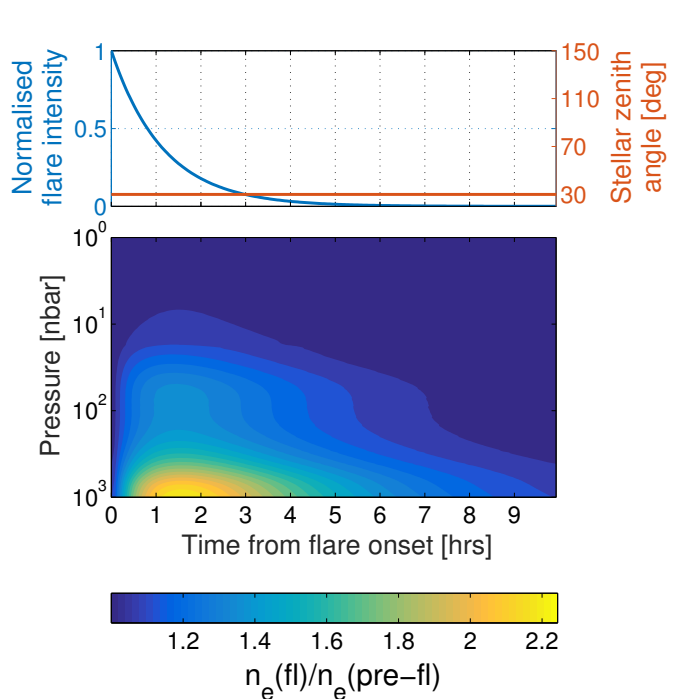 Normalised
flare intensity
1
0.5
0
150
110
70
30
Stellar zenith
angle [deg]
Pressure [nbar]
10^0
10^1
10^2
10^3
0 1 2 3 4 5 6 7 8 9
Time from flare onset [hrs]
1.2 1.4 1.6 1.8 2 2.2
n_e(fl)/n_e(pre−fl)